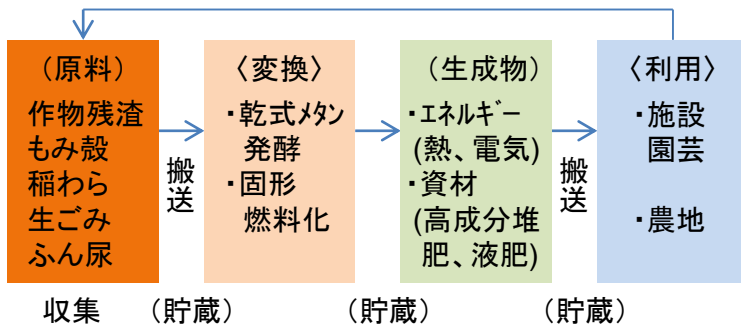 （原料）
作物残渣
もみ殻
稲わら
生ごみ
ふん尿
搬送
〈変換〉
・乾式メタン
発酵
・固形
燃料化
（生成物）
・エネルギー
(熱、電気)
・資材
(高成分堆
肥、液肥)
搬送
〈利用〉
・施設
園芸
・農地
収集
（貯蔵）
（貯蔵）
（貯蔵）